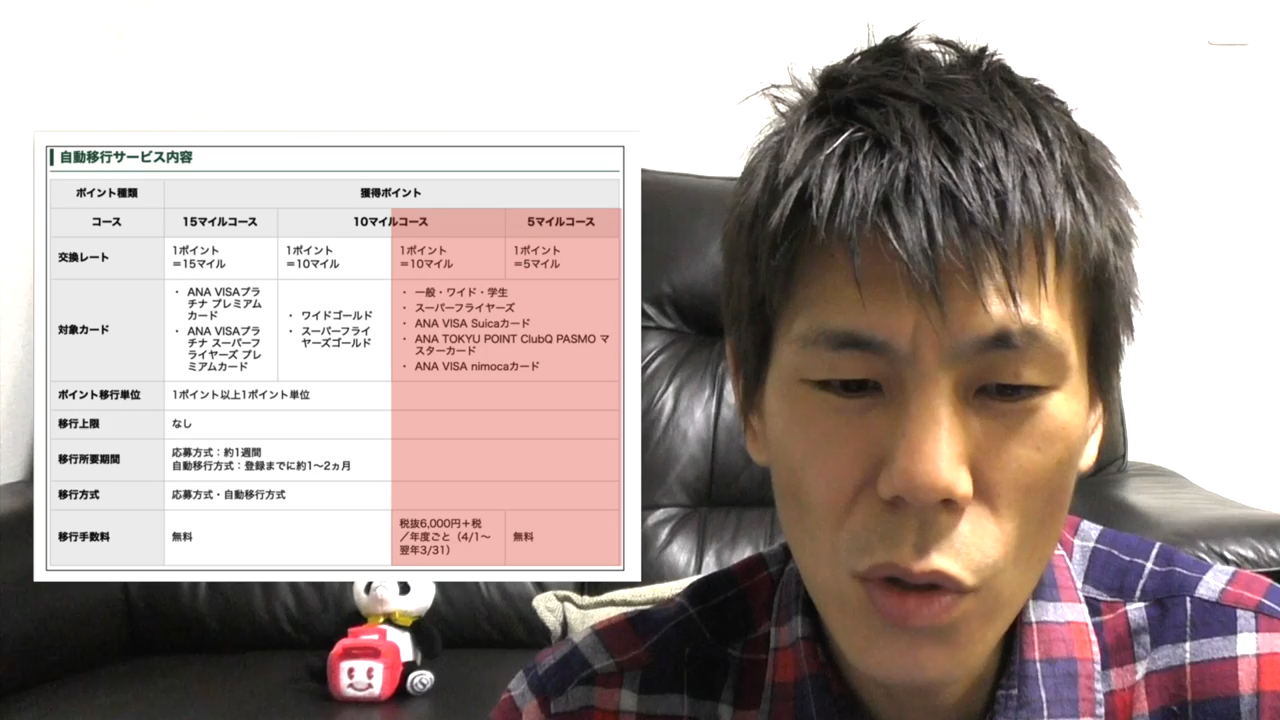 自動移行サービス内容
ポイント種類 獲得ポイント
コース 15マイルコース 10マイルコース 5マイルコース
交換レート
1ポイント
=15マイル
1ポイント
=10マイル
1ポイント
=10マイル
1ポイント
=5マイル
対象カード
・ ANA VISAプラ
チナ プレミアム
カード
・ ANA VISAプラ
チナ スーパーフ
ライヤーズ プレ
ミアムカード
・ ワイドゴールド
・ スーパーフライ
ヤーズゴールド
・ 一般・ワイド・学生
・ スーパーフライヤーズ
・ ANA VISA Suicaカード
・ ANA TOKYU POINT ClubQ PASMO マ
スターカード
・ ANA VISA nimocaカード
ポイント移行単位 1ポイント以上1ポイント単位
移行上限 なし
移行所要期間
応募方式:約1週間
自動移行方式:登録までに約1〜2ヵ月
移行方式 応募方式・自動移行方式
移行手数料 無料
税抜6,000円+税
/年度ごと(4/1〜
翌年3/31)
無料